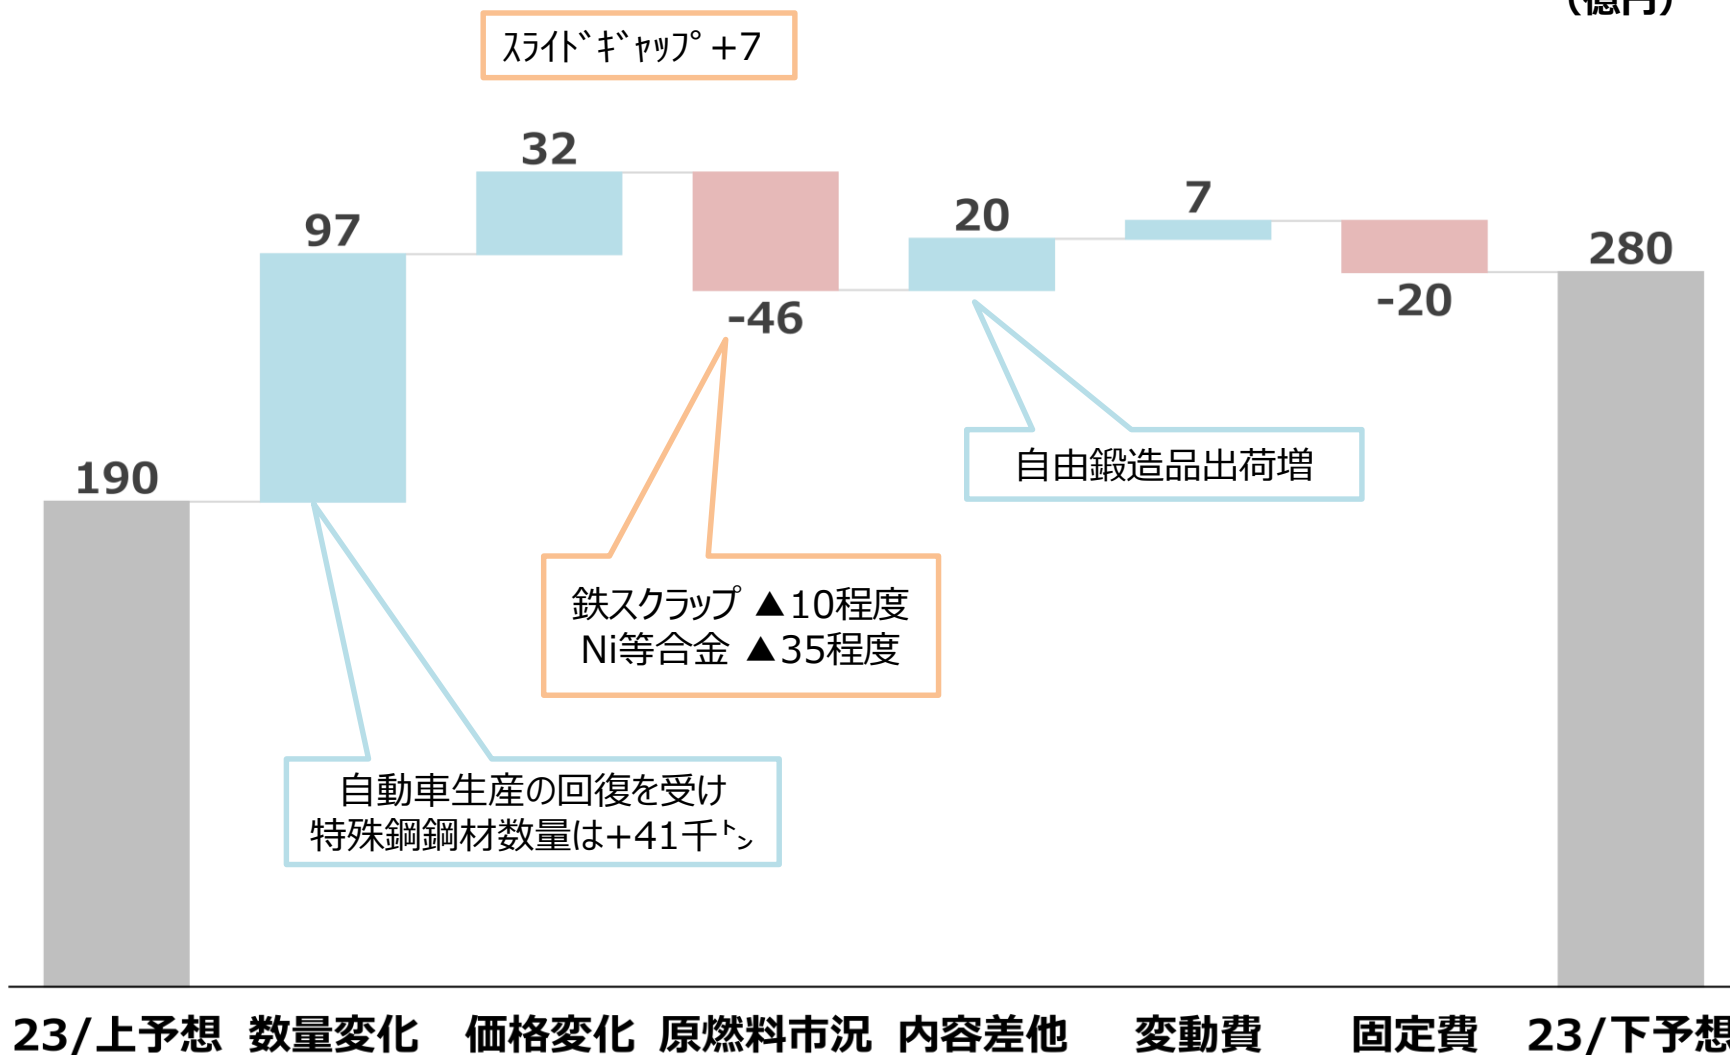 (億円)
ｽﾗｲﾄﾞｷﾞｬｯﾌﾟ+7
32
97
20
7
280
-46
-20
190
自由鍛造品出荷増
鉄スクラップ ▲10程度
Ni等合金 ▲35程度
自動車生産の回復を受け
特殊鋼鋼材数量は+41千㌧
23/上予想 数量変化 価格変化 原燃料市況 内容差他 変動費 固定費 23/下予想